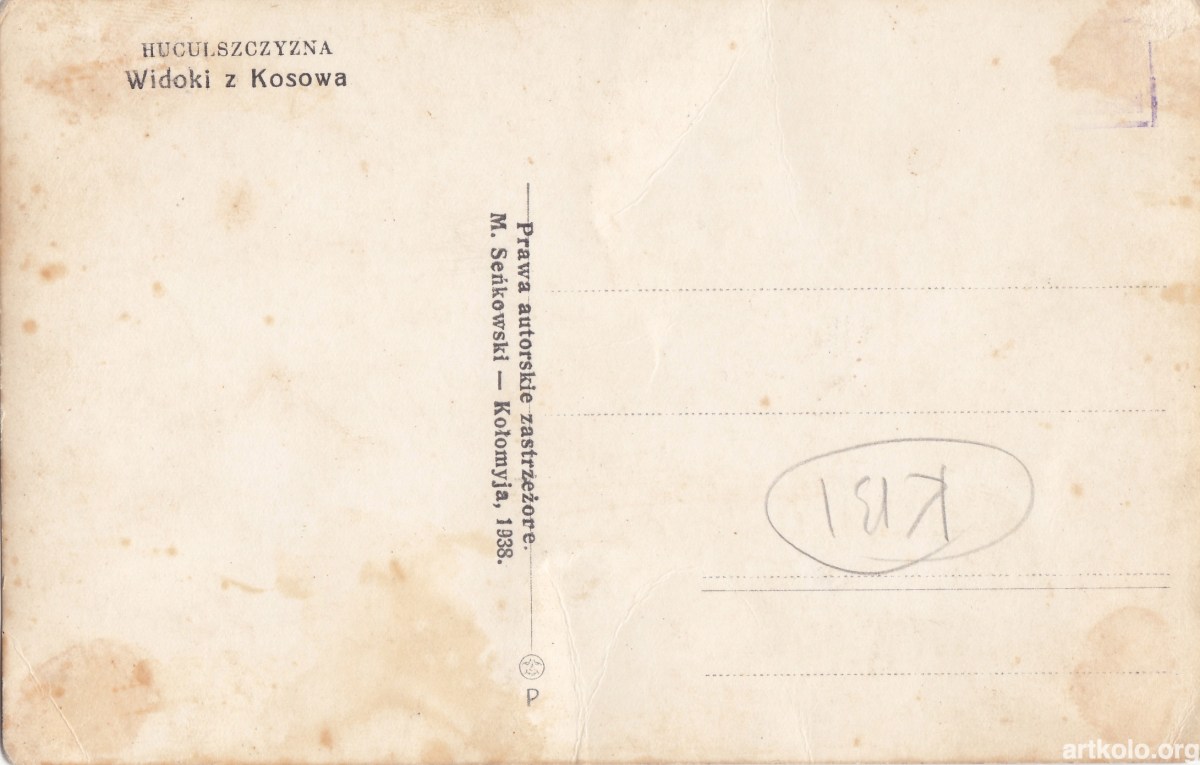 HUCULSZCZYZNA
Widoki z Kosowa
Prawa autorskie zastrzeżore.
M. Seńkowski — Kołomyja, 1938.
P
K131
artkolo.org